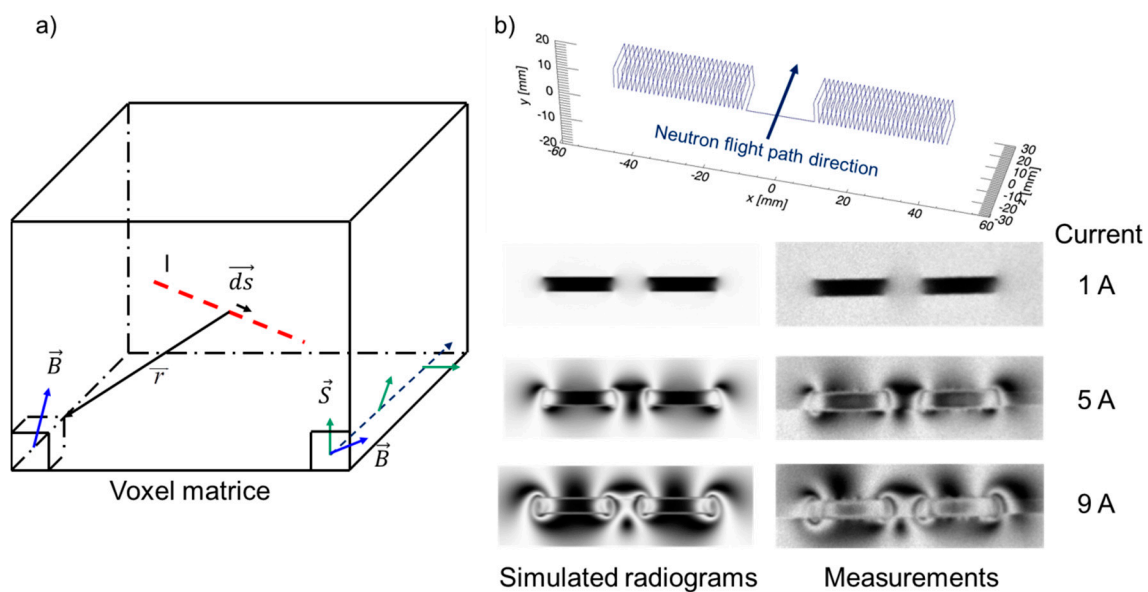 a)
I
ds
B
r
S
B
Voxel matrice
b)
y [mm]
20
10
0
-10
-20
-60
-40
-20
0
20
40
60
x [mm]
30
20
10
0
-10
-20
-30
Neutron flight path direction
Current
1 A
5 A
9 A
Simulated radiograms
Measurements